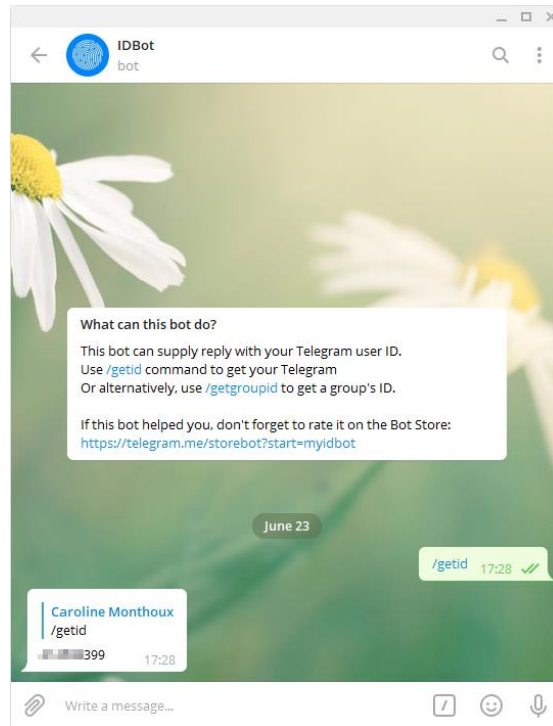 IDBot
bot
What can this bot do?
This bot can supply reply with your Telegram user ID.
Use /getid command to get your Telegram
Or alternatively, use /getgroupid to get a group's ID.
If this bot helped you, don't forget to rate it on the Bot Store:
https://telegram.me/storebot?start=myidbot
June 23
/getid 17:28
Caroline Monthoux
/getid
399 17:28
Write a message...